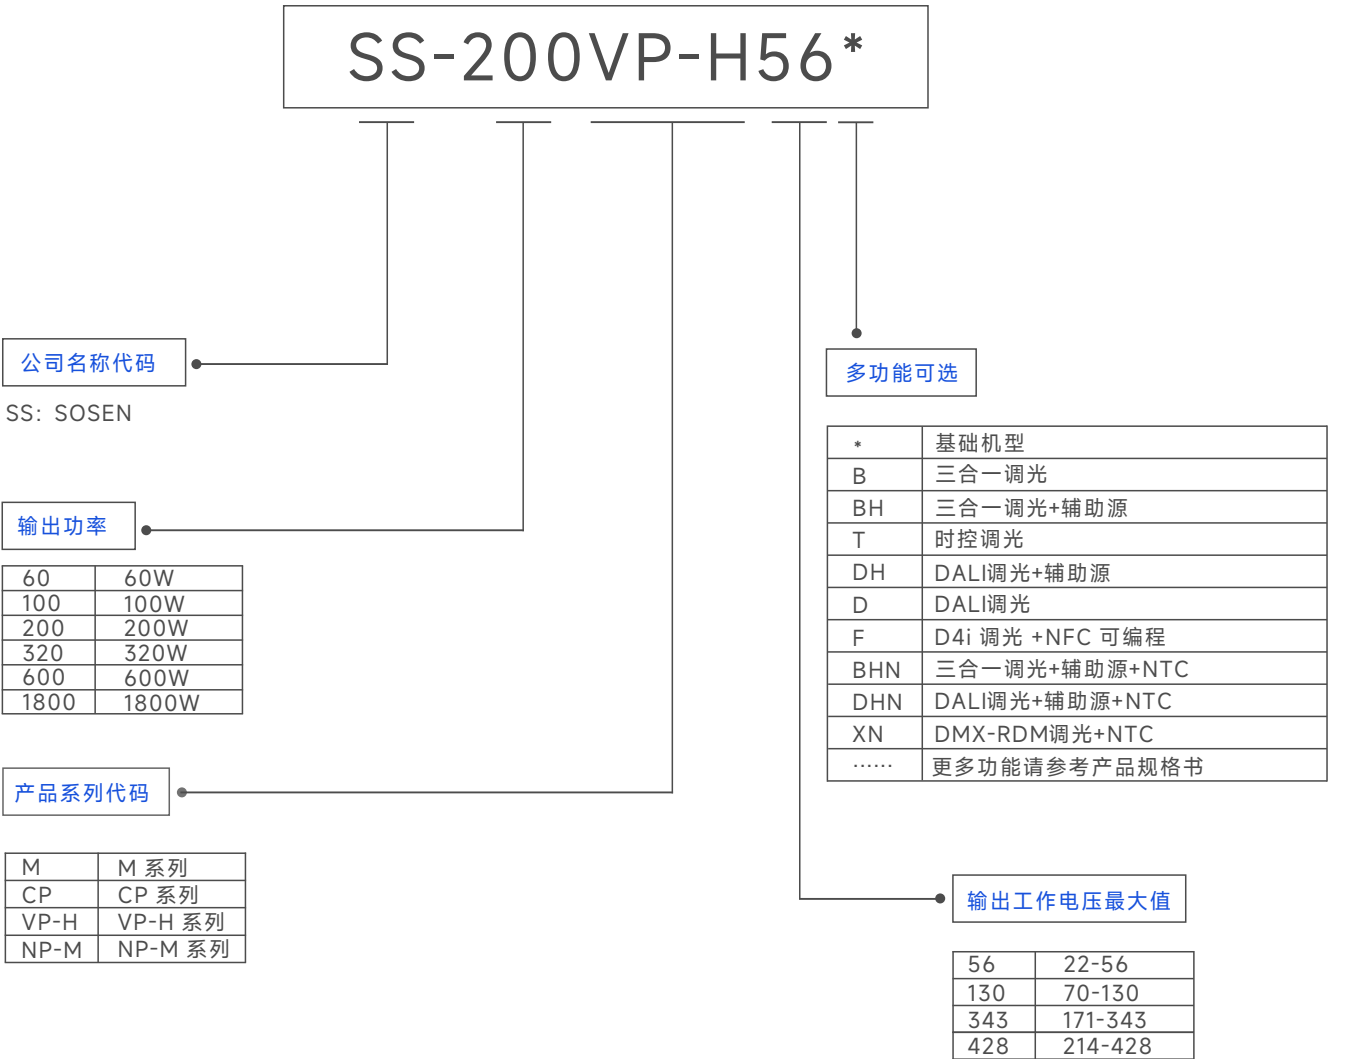 SS-200VP-H56*
公司名称代码
SS: SOSEN
输出功率
60 60W
100 100W
200 200W
320 320W
600 600W
1800 1800W
产品系列代码
M M 系列
CP CP 系列
VP-H VP-H 系列
NP-M NP-M 系列
多功能可选
* 基础机型
B 三合一调光
BH 三合一调光+辅助源
T 时控调光
DH DALI调光+辅助源
D DALI调光
F D4i 调光 +NFC 可编程
BHN 三合一调光+辅助源+NTC
DHN DALI调光+辅助源+NTC
XN DMX-RDM调光+NTC
…… 更多功能请参考产品规格书
输出工作电压最大值
56 22-56
130 70-130
343 171-343
428 214-428